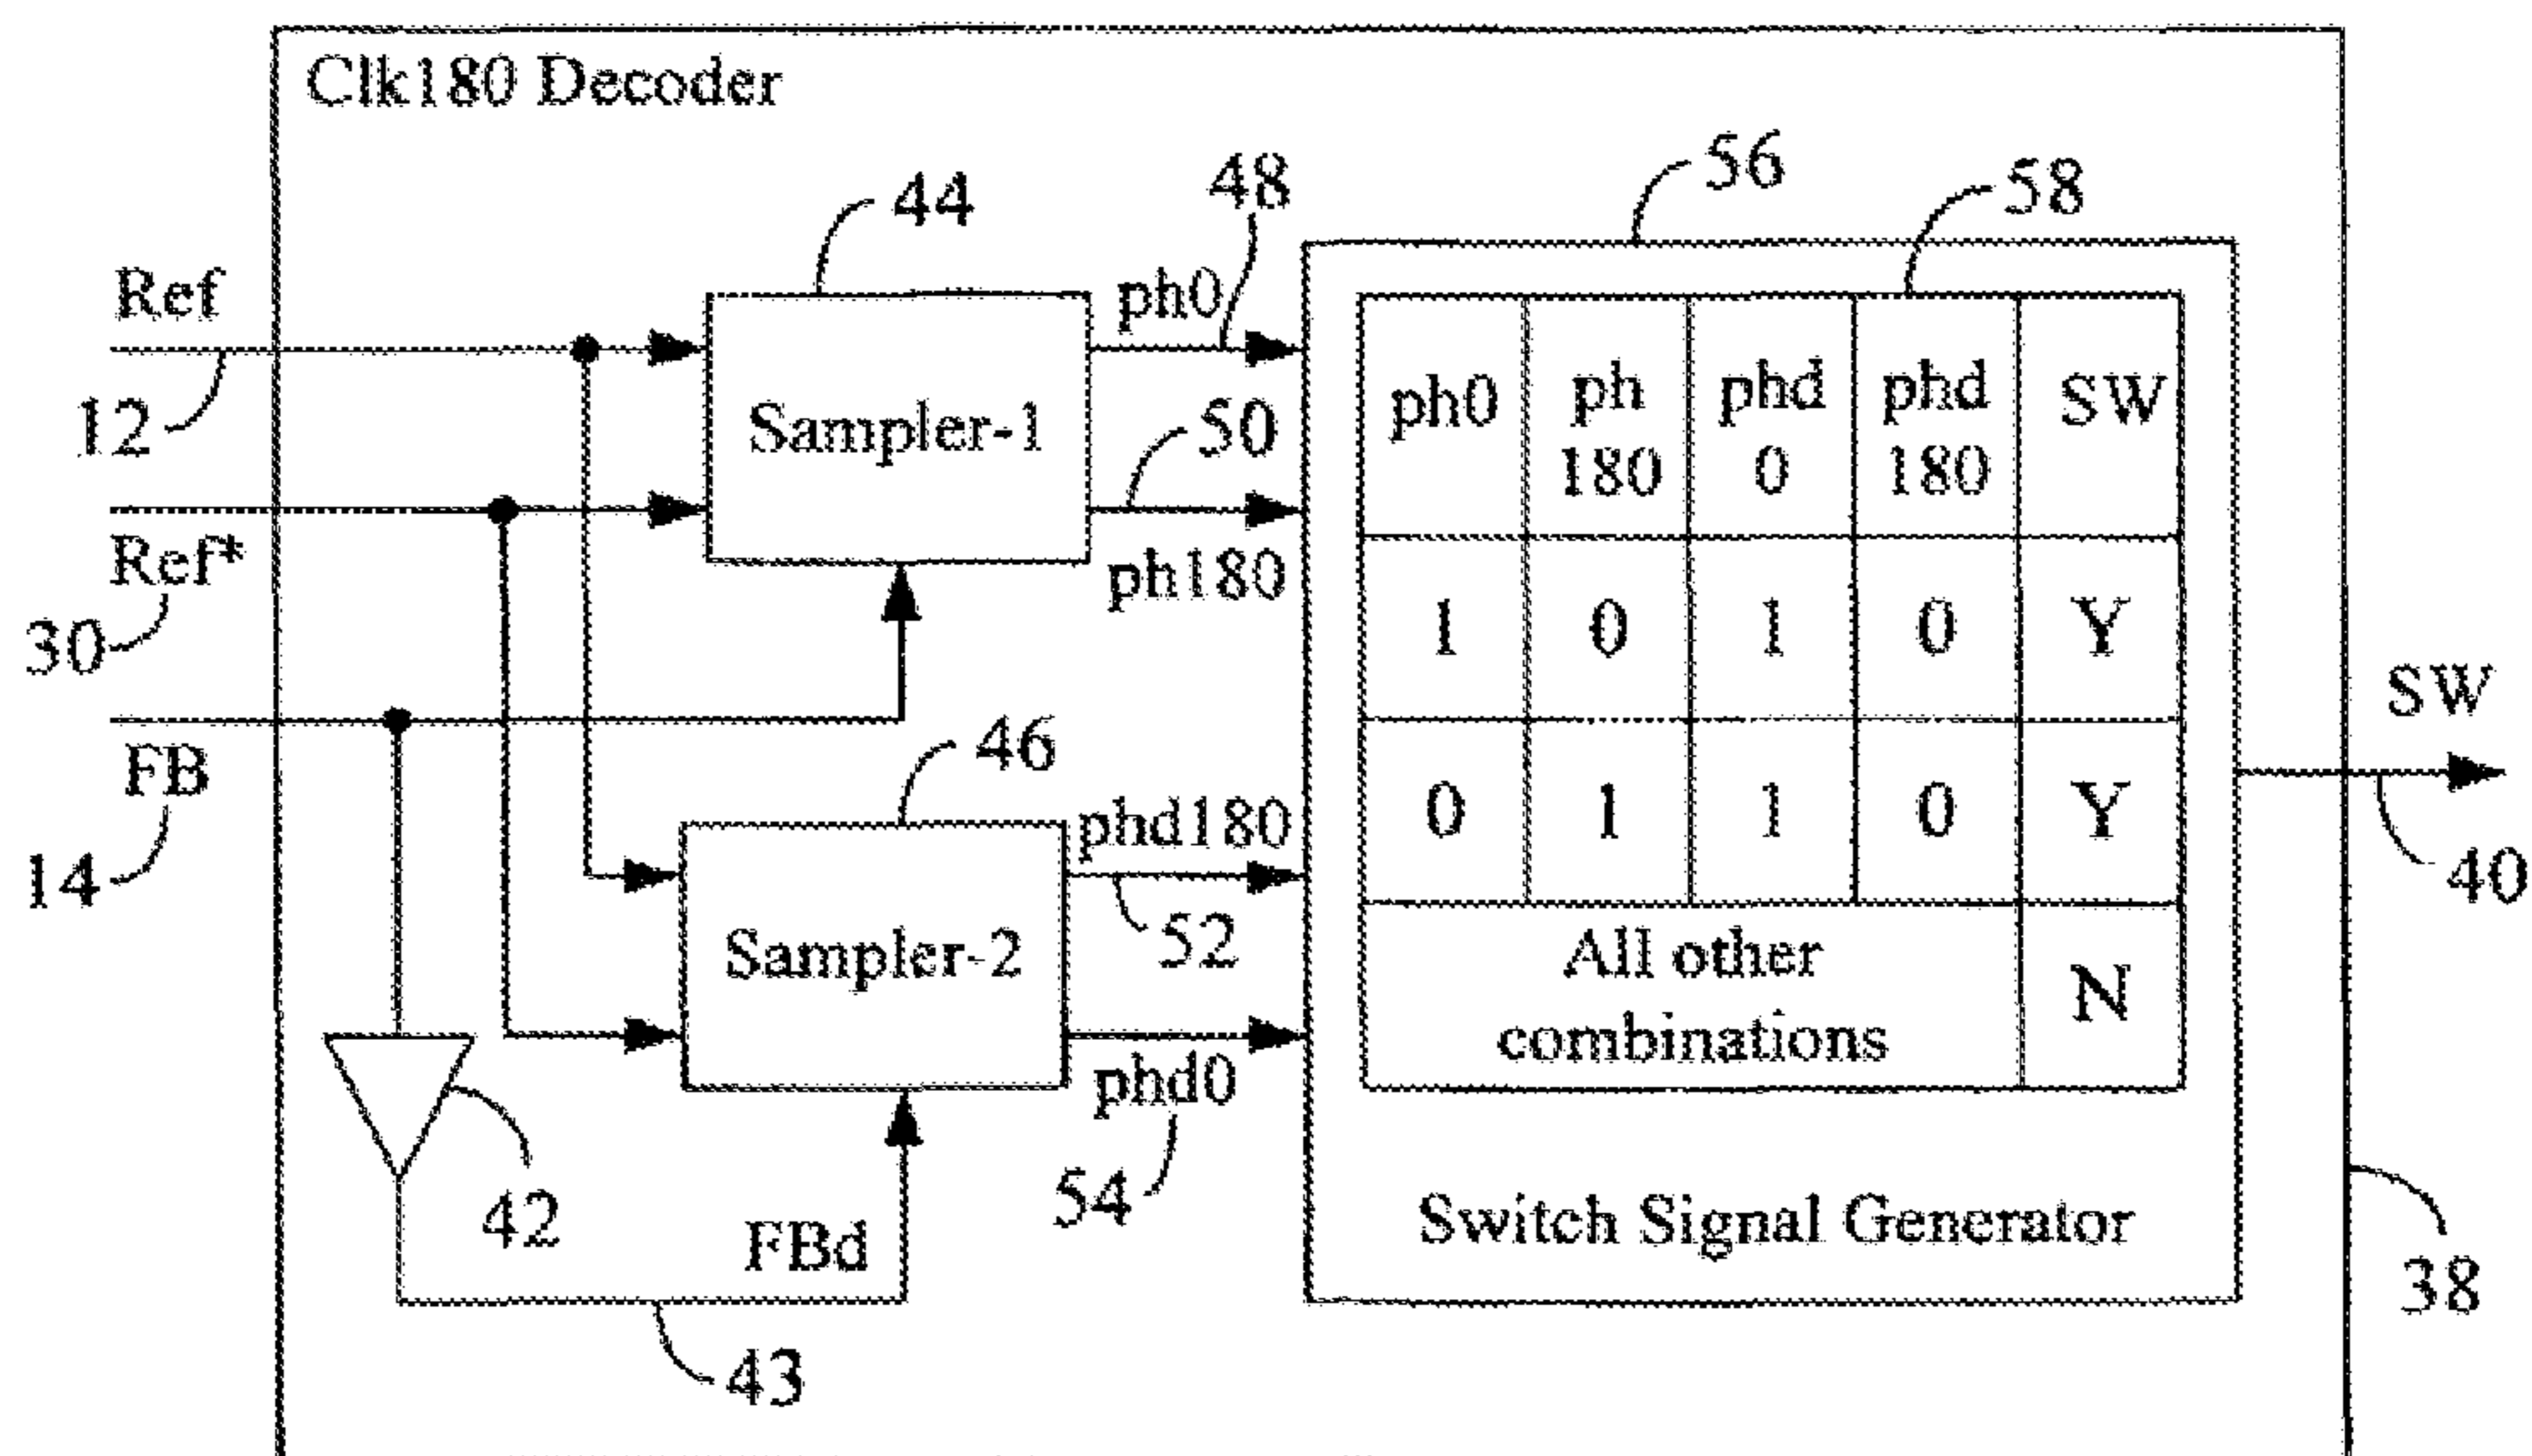 Clk180 Decoder
56
48
58
44
Ref
ph0
12
Sampler-1
50
Ref*
ph180
30
ph0 ph 180 phd 0 phd 180 SW
1 0 1 0 Y
0 1 1 0 Y
All other combinations N
SW
40
FB
14
46
phd180
52
Sampler-2
phd0
54
42
FBd
43
Switch Signal Generator
38